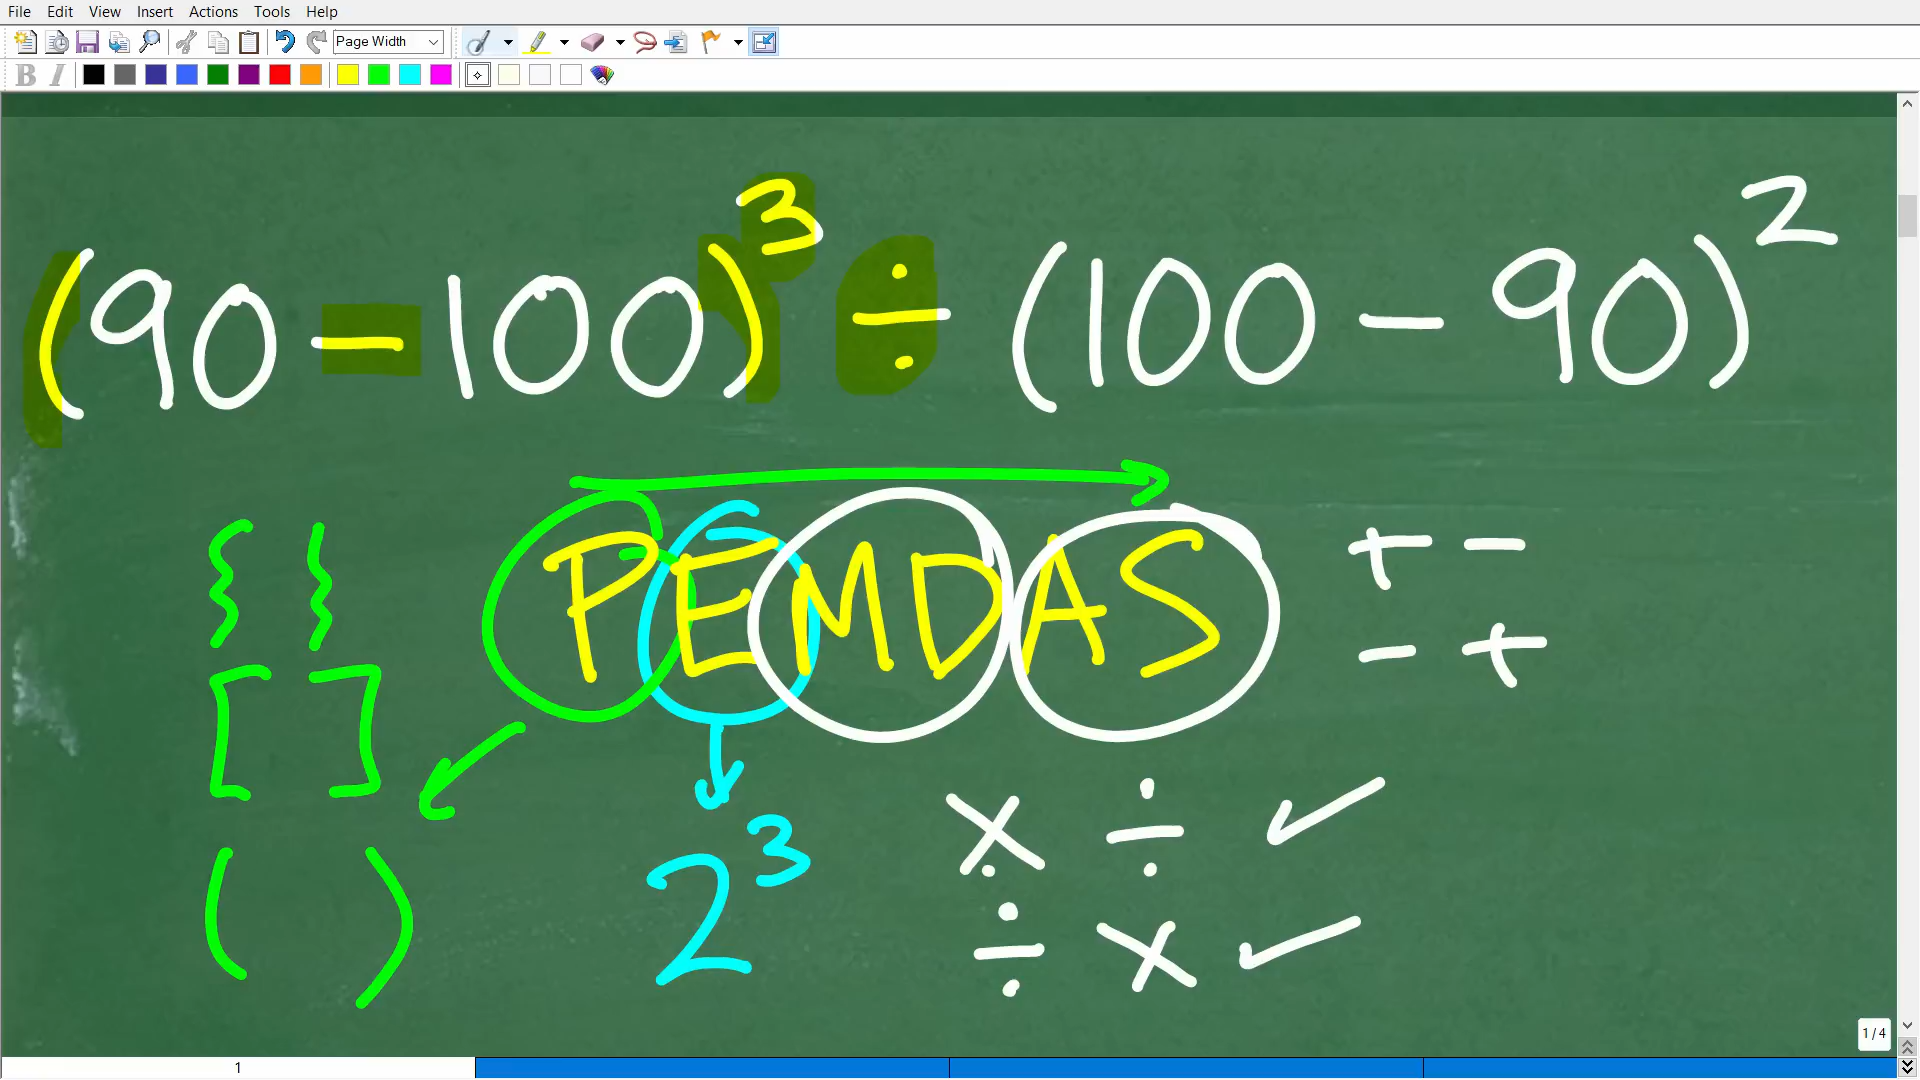 File Edit View Insert Actions Tools Help
Page Width
B I
(90 - 100)³ ÷ (100 - 90)²
{ } PEMDAS + -
- +
[ ]
( ) 2³ × ÷ ✓
÷ × ✓
1 / 4
1